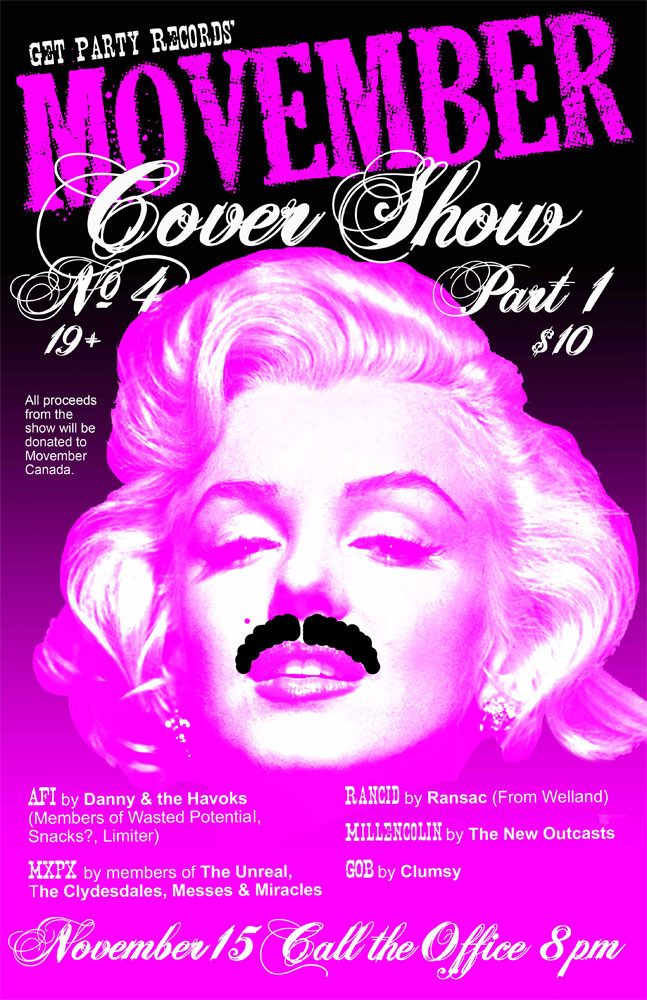 GET PARTY RECORDS'
MOVEMBER
Cover Show
Nº 4
Part 1
19+
$10
All proceeds
from the
show will be
donated to
Movember
Canada.
AFI by Danny & the Havoks
(Members of Wasted Potential,
Snacks?, Limiter)
MXPX by members of The Unreal,
The Clydesdales, Messes & Miracles
RANCID by Ransac (From Welland)
MILLENCOLIN by The New Outcasts
GOB by Clumsy
November 15 Call the Office 8pm